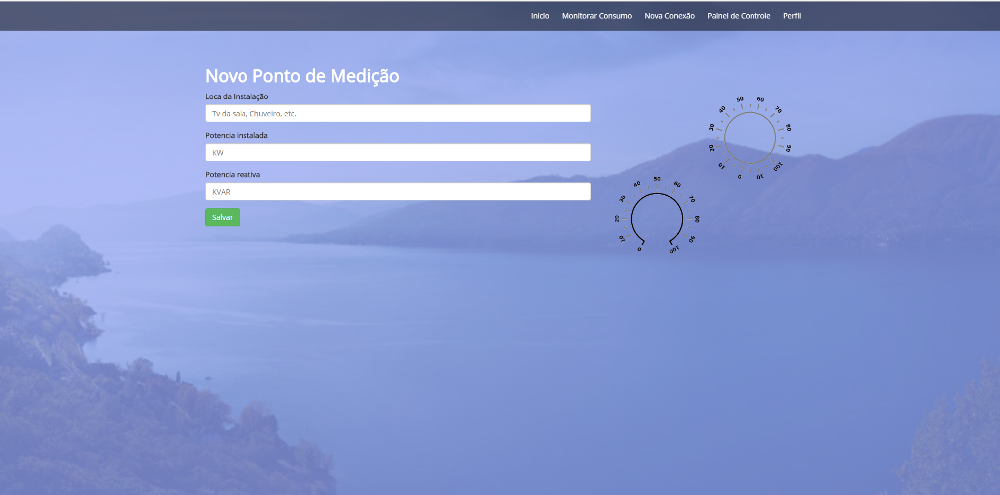 Inicio Monitorar Consumo Nova Conexão Painel de Controle Perfil
Novo Ponto de Medição
Loca da Instalação
Tv da sala, Chuveiro, etc.
Potencia instalada
KW
Potencia reativa
KVAR
Salvar
0 10 20 30 40 50 60 70 80 90 100 10
0 10 20 30 40 50 60 70 80 90 100